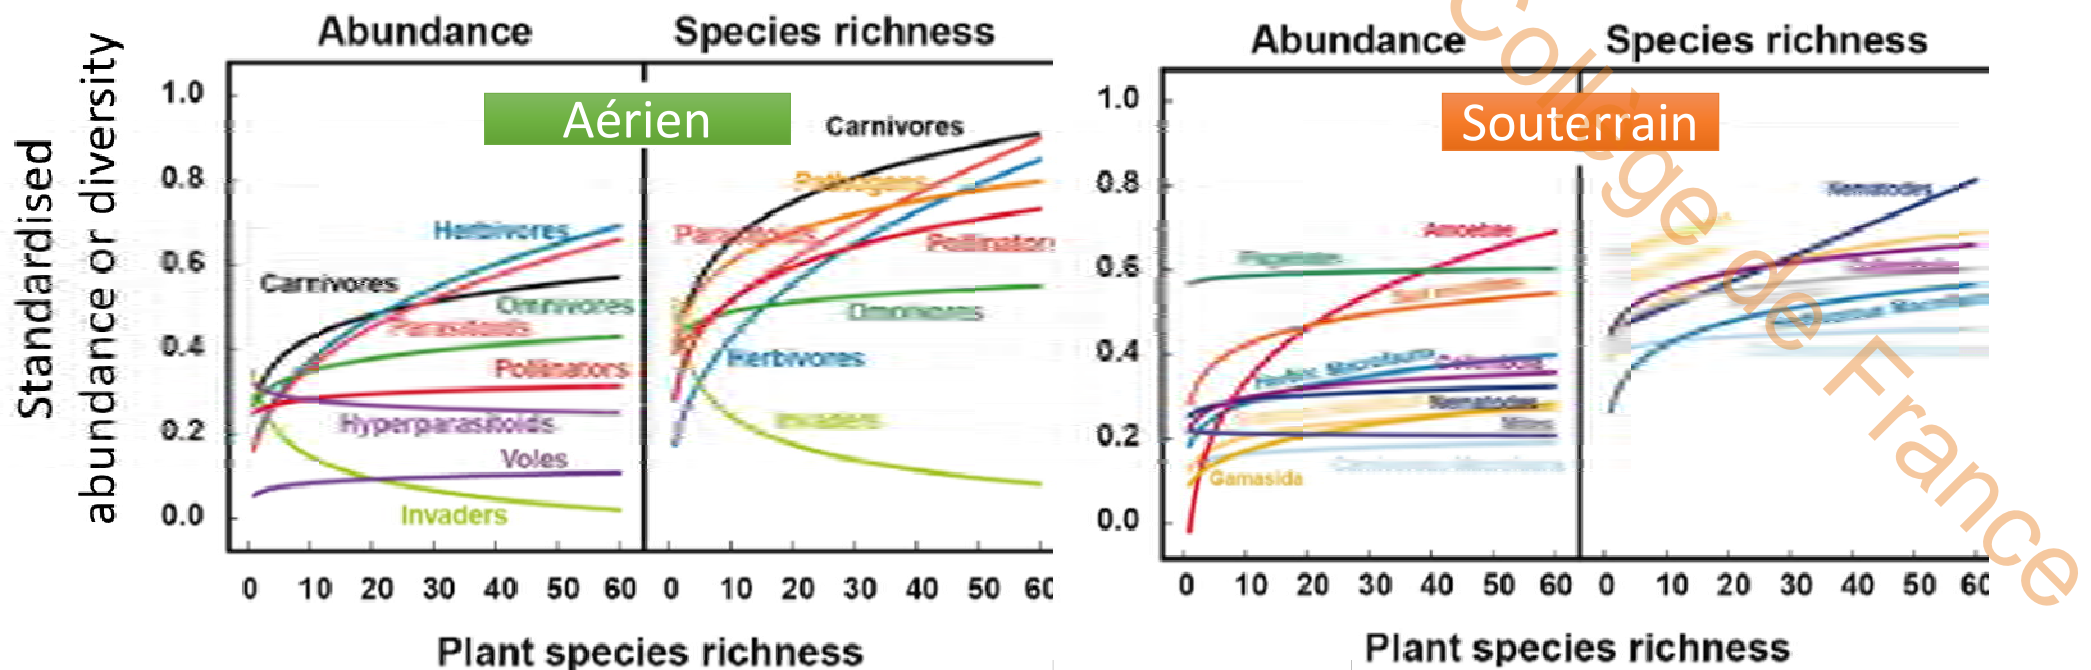 Abundance
Species richness
Standardised
abundance or diversity
Aérien
1.0
0.8
0.6
0.4
0.2
0.0
Herbivores
Carnivores
Omnivores
Parasitoids
Pollinators
Hyperparasitoids
Voles
Invaders
Carnivores
Pathogens
Parasitoids
Pollinator
Omnivores
Herbivores
Invaders
0 10 20 30 40 50 60
0 10 20 30 40 50 60
Plant species richness
Abundance
Species richness
Souterrain
1.0
0.8
0.6
0.4
0.2
0.0
Amoebae
Nematodes
Mites
Gamasida
Nematodes
0 10 20 30 40 50 60
0 10 20 30 40 50 60
Plant species richness
Collège de France